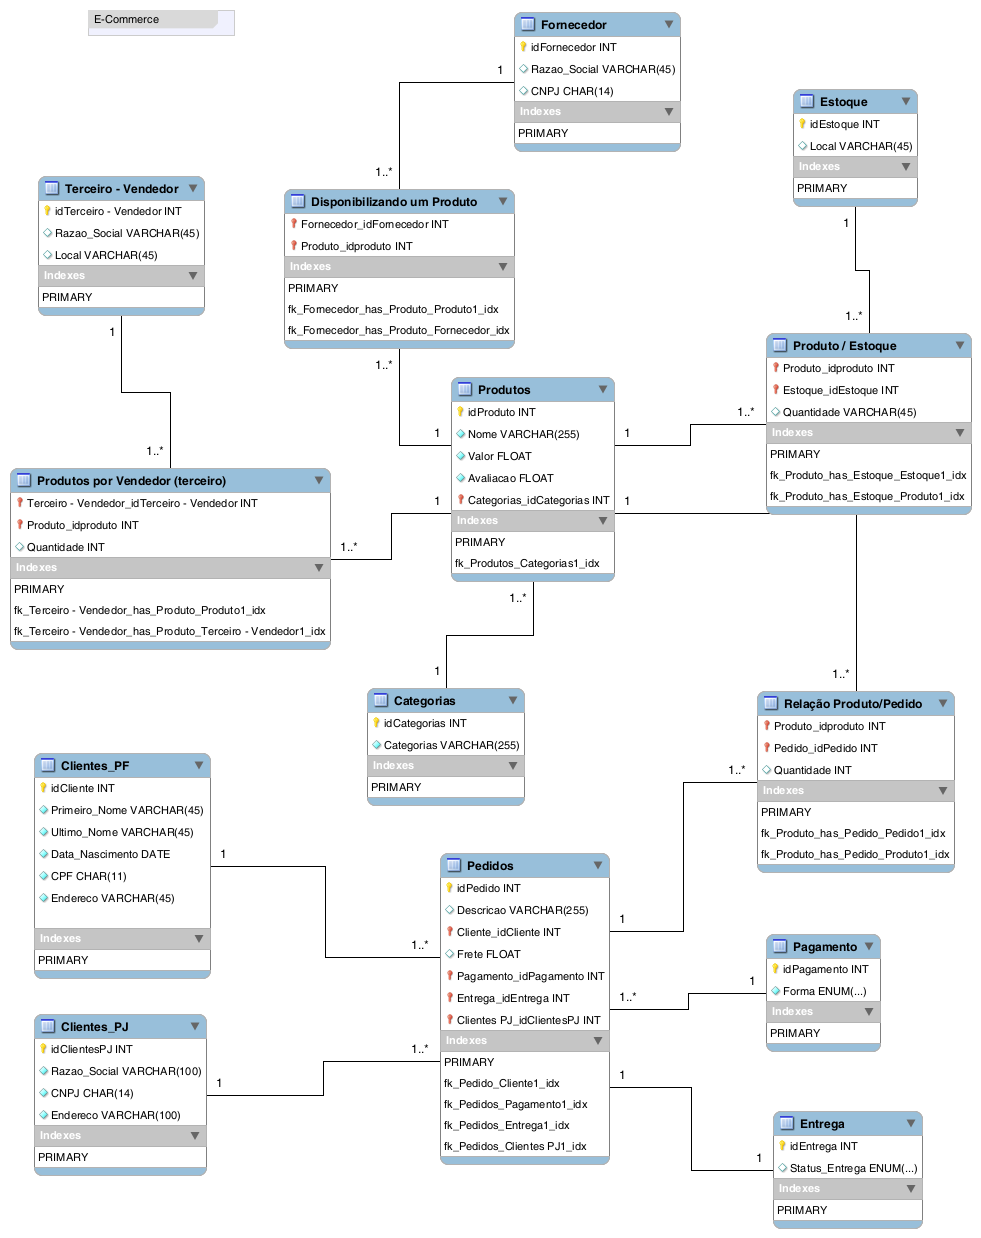 E-Commerce
Fornecedor
idFornecedor INT
Razao_Social VARCHAR(45)
CNPJ CHAR(14)
Indexes
PRIMARY
1
1..*
Estoque
idEstoque INT
Local VARCHAR(45)
Indexes
PRIMARY
1
1..*
Terceiro - Vendedor
idTerceiro - Vendedor INT
Razao_Social VARCHAR(45)
Local VARCHAR(45)
Indexes
PRIMARY
1
1..*
Disponibilizando um Produto
Fornecedor_idFornecedor INT
Produto_idproduto INT
Indexes
PRIMARY
fk_Fornecedor_has_Produto_Produto1_idx
fk_Fornecedor_has_Produto_Fornecedor_idx
1..*
1
Produto / Estoque
Produto_idproduto INT
Estoque_idEstoque INT
Quantidade VARCHAR(45)
Indexes
PRIMARY
fk_Produto_has_Estoque_Estoque1_idx
fk_Produto_has_Estoque_Produto1_idx
Produtos
idProduto INT
Nome VARCHAR(255)
Valor FLOAT
Avaliacao FLOAT
Categorias_idCategorias INT
Indexes
PRIMARY
fk_Produtos_Categorias1_idx
1
1..*
1
1..*
1
1..*
Produtos por Vendedor (terceiro)
Terceiro - Vendedor_idTerceiro - Vendedor INT
Produto_idproduto INT
Quantidade INT
Indexes
PRIMARY
fk_Terceiro - Vendedor_has_Produto_Produto1_idx
fk_Terceiro - Vendedor_has_Produto_Terceiro - Vendedor1_idx
1..*
1
Categorias
idCategorias INT
Categorias VARCHAR(255)
Indexes
PRIMARY
Relação Produto/Pedido
Produto_idproduto INT
Pedido_idPedido INT
Quantidade INT
Indexes
PRIMARY
fk_Produto_has_Pedido_Pedido1_idx
fk_Produto_has_Pedido_Produto1_idx
1..*
1
Clientes_PF
idCliente INT
Primeiro_Nome VARCHAR(45)
Ultimo_Nome VARCHAR(45)
Data_Nascimento DATE
CPF CHAR(11)
Endereco VARCHAR(45)
Indexes
PRIMARY
1
1..*
Pedidos
idPedido INT
Descricao VARCHAR(255)
Cliente_idCliente INT
Frete FLOAT
Pagamento_idPagamento INT
Entrega_idEntrega INT
Clientes PJ_idClientesPJ INT
Indexes
PRIMARY
fk_Pedido_Cliente1_idx
fk_Pedidos_Pagamento1_idx
fk_Pedidos_Entrega1_idx
fk_Pedidos_Clientes PJ1_idx
Pagamento
idPagamento INT
Forma ENUM(...)
Indexes
PRIMARY
1
1..*
Clientes_PJ
idClientesPJ INT
Razao_Social VARCHAR(100)
CNPJ CHAR(14)
Endereco VARCHAR(100)
Indexes
PRIMARY
1
1..*
1
1
Entrega
idEntrega INT
Status_Entrega ENUM(...)
Indexes
PRIMARY